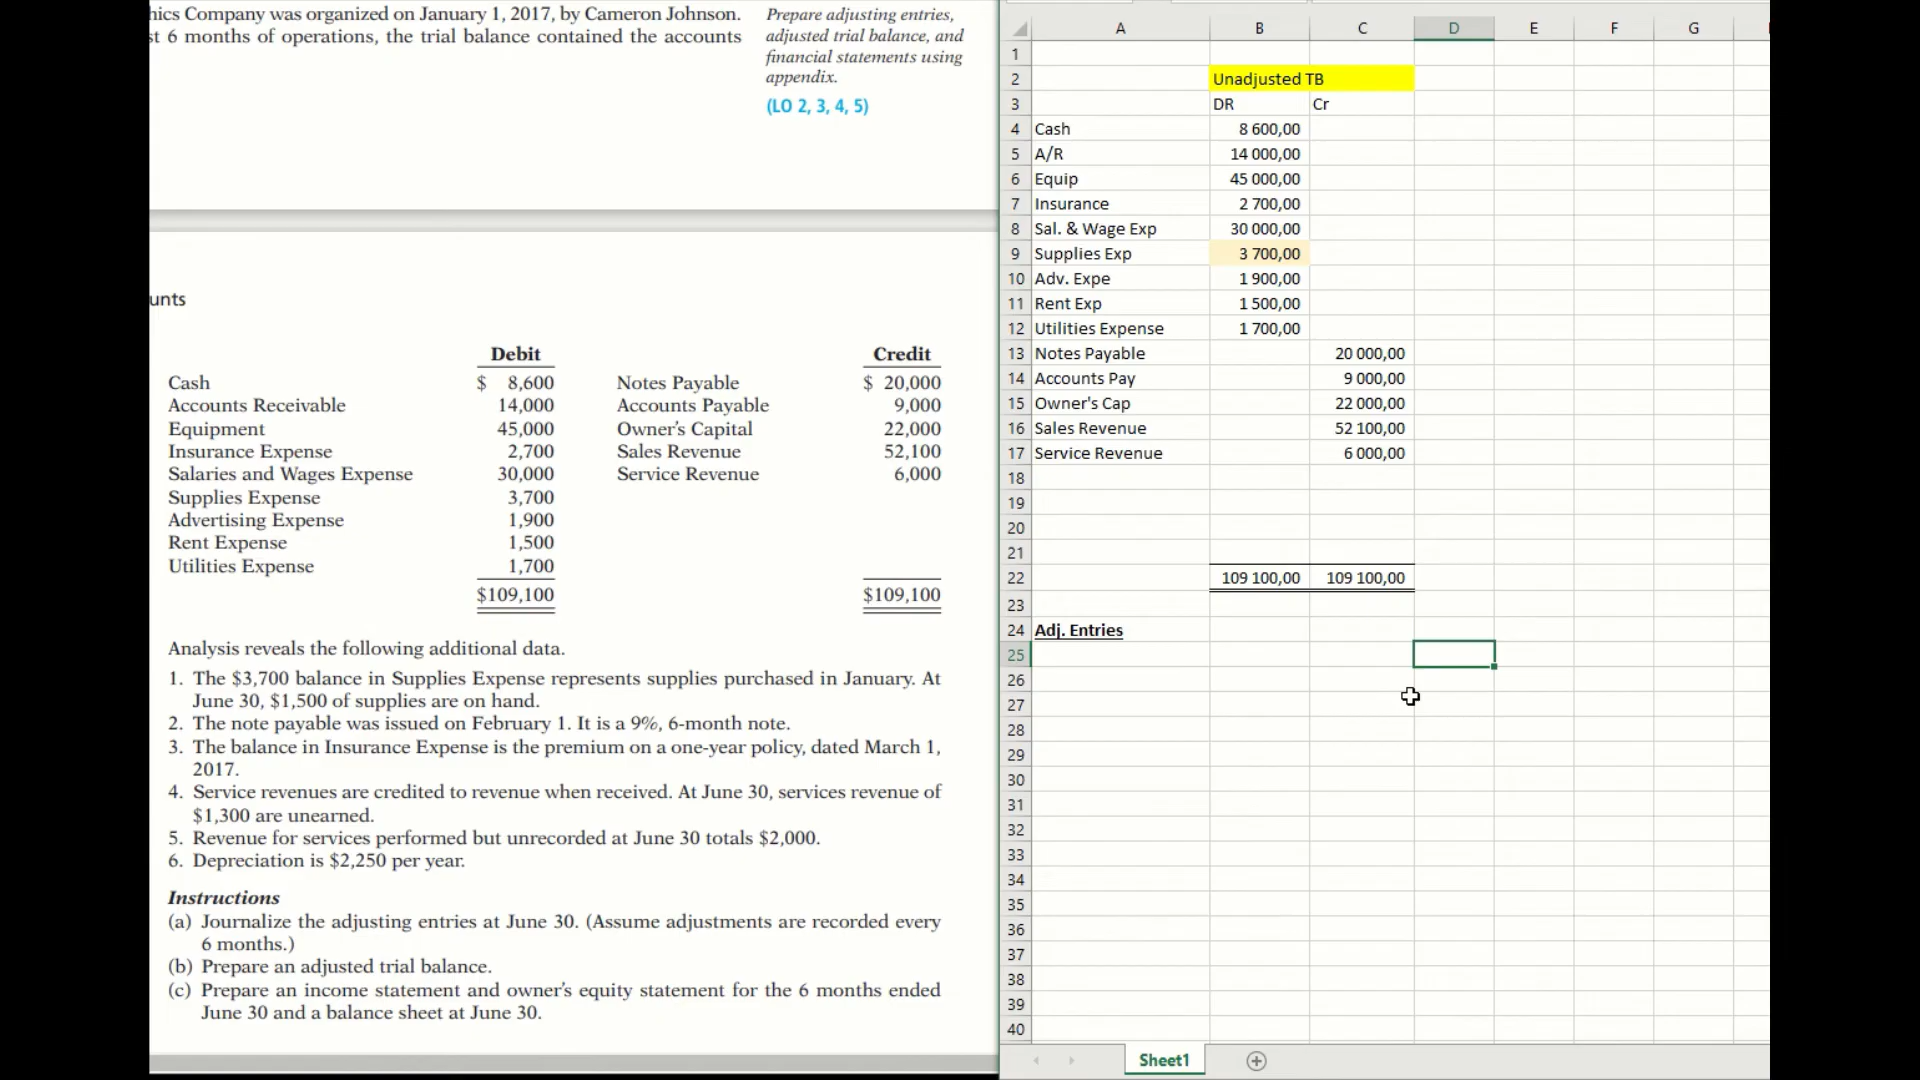 hics Company was organized on January 1, 2017, by Cameron Johnson.
st 6 months of operations, the trial balance contained the accounts
Prepare adjusting entries,
adjusted trial balance, and
financial statements using
appendix.
(LO 2, 3, 4, 5)
unts
Debit Credit
Cash $ 8,600 Notes Payable $ 20,000
Accounts Receivable 14,000 Accounts Payable 9,000
Equipment 45,000 Owner's Capital 22,000
Insurance Expense 2,700 Sales Revenue 52,100
Salaries and Wages Expense 30,000 Service Revenue 6,000
Supplies Expense 3,700
Advertising Expense 1,900
Rent Expense 1,500
Utilities Expense 1,700
$109,100 $109,100
Analysis reveals the following additional data.
1. The $3,700 balance in Supplies Expense represents supplies purchased in January. At
June 30, $1,500 of supplies are on hand.
2. The note payable was issued on February 1. It is a 9%, 6-month note.
3. The balance in Insurance Expense is the premium on a one-year policy, dated March 1,
2017.
4. Service revenues are credited to revenue when received. At June 30, services revenue of
$1,300 are unearned.
5. Revenue for services performed but unrecorded at June 30 totals $2,000.
6. Depreciation is $2,250 per year.
Instructions
(a) Journalize the adjusting entries at June 30. (Assume adjustments are recorded every
6 months.)
(b) Prepare an adjusted trial balance.
(c) Prepare an income statement and owner's equity statement for the 6 months ended
June 30 and a balance sheet at June 30.
A B C D E F G
1
2 Unadjusted TB
3 DR Cr
4 Cash 8 600,00
5 A/R 14 000,00
6 Equip 45 000,00
7 Insurance 2 700,00
8 Sal. & Wage Exp 30 000,00
9 Supplies Exp 3 700,00
10 Adv. Expe 1 900,00
11 Rent Exp 1 500,00
12 Utilities Expense 1 700,00
13 Notes Payable 20 000,00
14 Accounts Pay 9 000,00
15 Owner's Cap 22 000,00
16 Sales Revenue 52 100,00
17 Service Revenue 6 000,00
18
19
20
21
22 109 100,00 109 100,00
23
24 Adj. Entries
25
26
27
28
29
30
31
32
33
34
35
36
37
38
39
40
Sheet1